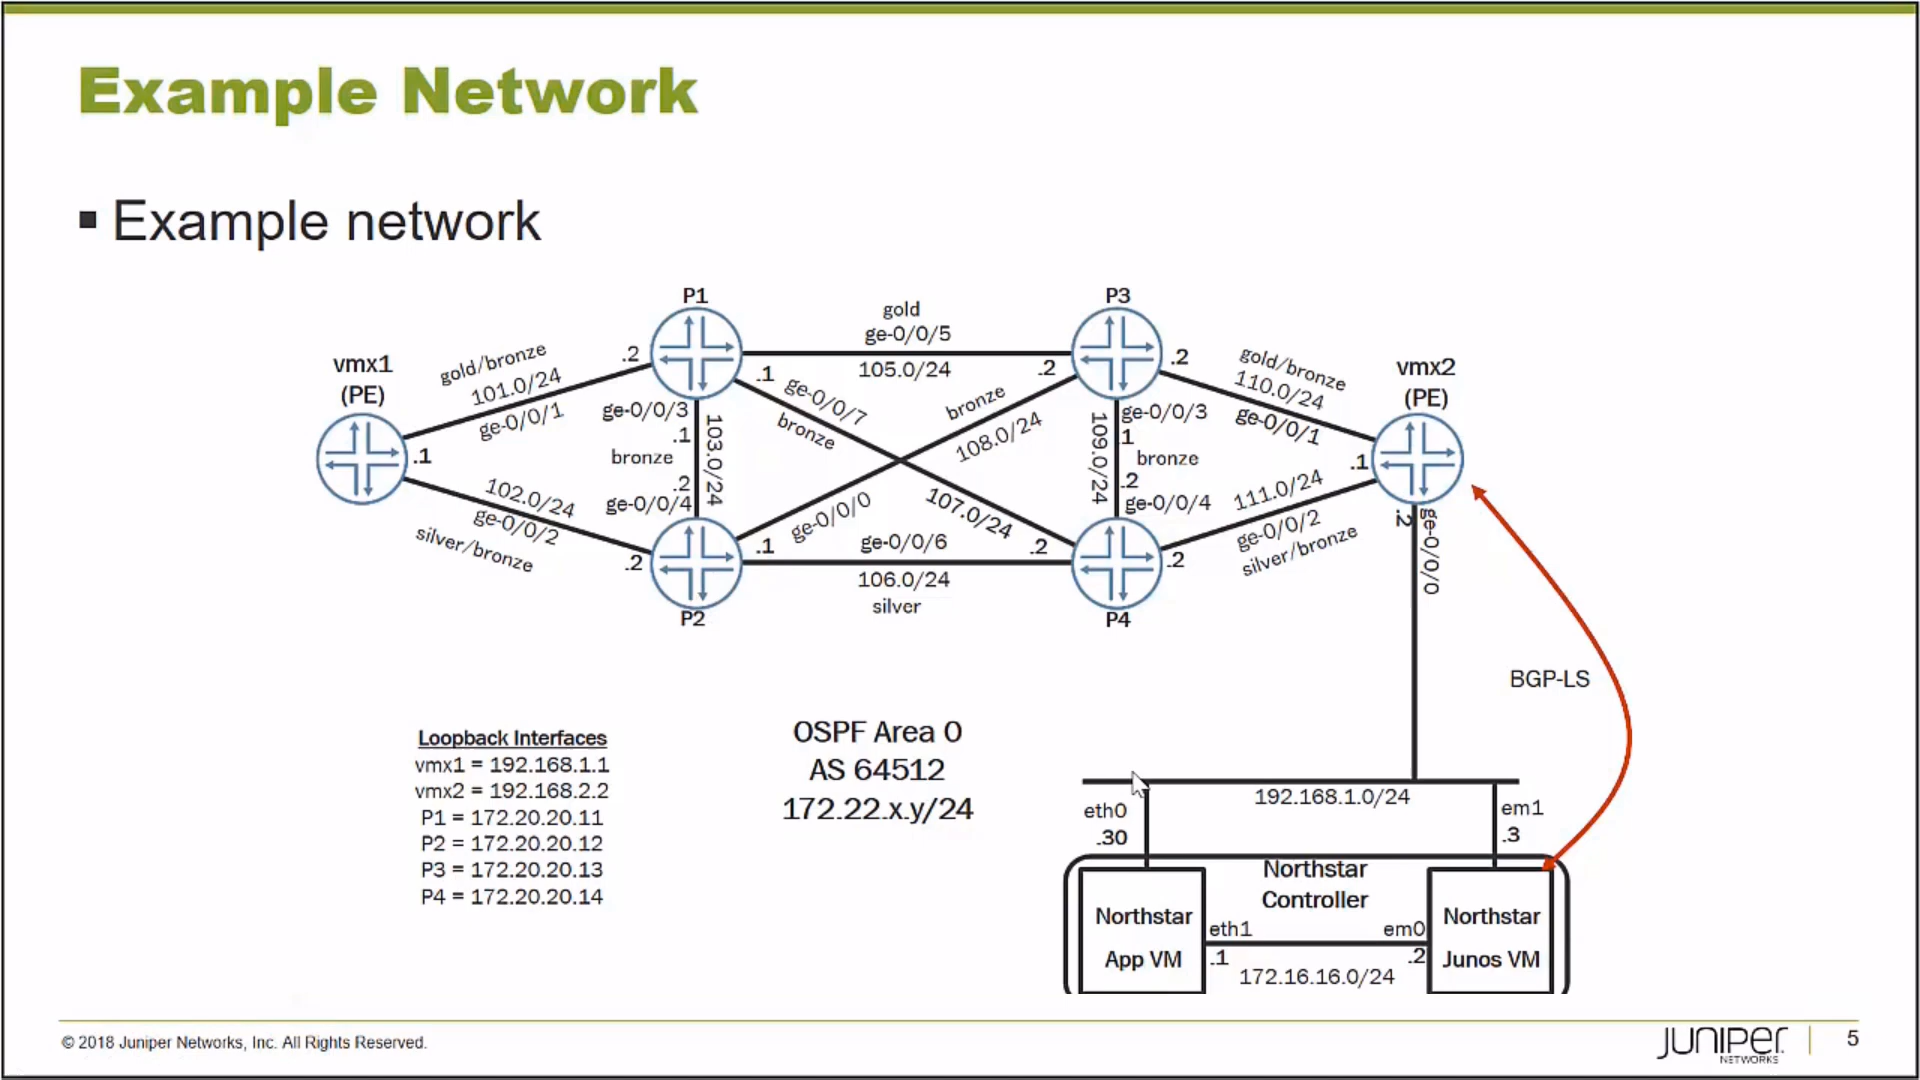 Example Network
▪ Example network
P1
P3
gold
ge-0/0/5
105.0/24
vmx1
(PE)
vmx2
(PE)
gold/bronze
101.0/24
ge-0/0/1
.2
.1
.1
ge-0/0/7
bronze
.2
bronze
108.0/24
.2
gold/bronze
110.0/24
ge-0/0/1
.1
ge-0/0/3
.1
bronze
.2
ge-0/0/4
103.0/24
109.0/24
ge-0/0/3
.1
bronze
.2
ge-0/0/4
102.0/24
ge-0/0/2
silver/bronze
.2
.1
ge-0/0/0
107.0/24
.2
ge-0/0/6
106.0/24
silver
111.0/24
ge-0/0/2
silver/bronze
.2
.2
ge-0/0/0
P2
P4
BGP-LS
Loopback Interfaces
vmx1 = 192.168.1.1
vmx2 = 192.168.2.2
P1 = 172.20.20.11
P2 = 172.20.20.12
P3 = 172.20.20.13
P4 = 172.20.20.14
OSPF Area 0
AS 64512
172.22.x.y/24
192.168.1.0/24
eth0
.30
em1
.3
Northstar
Controller
Northstar
App VM
eth1
.1
em0
.2
172.16.16.0/24
Northstar
Junos VM
© 2018 Juniper Networks, Inc. All Rights Reserved.
JUNIPER
NETWORKS
5